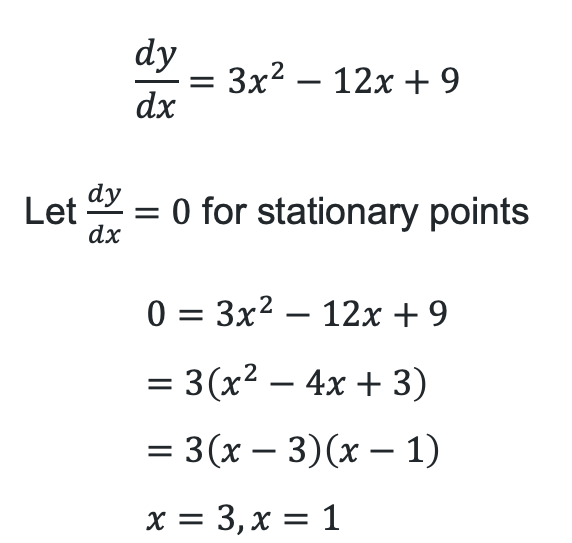 dy/dx = 3x² − 12x + 9
Let dy/dx = 0 for stationary points
0 = 3x² − 12x + 9
= 3(x² − 4x + 3)
= 3(x − 3)(x − 1)
x = 3, x = 1